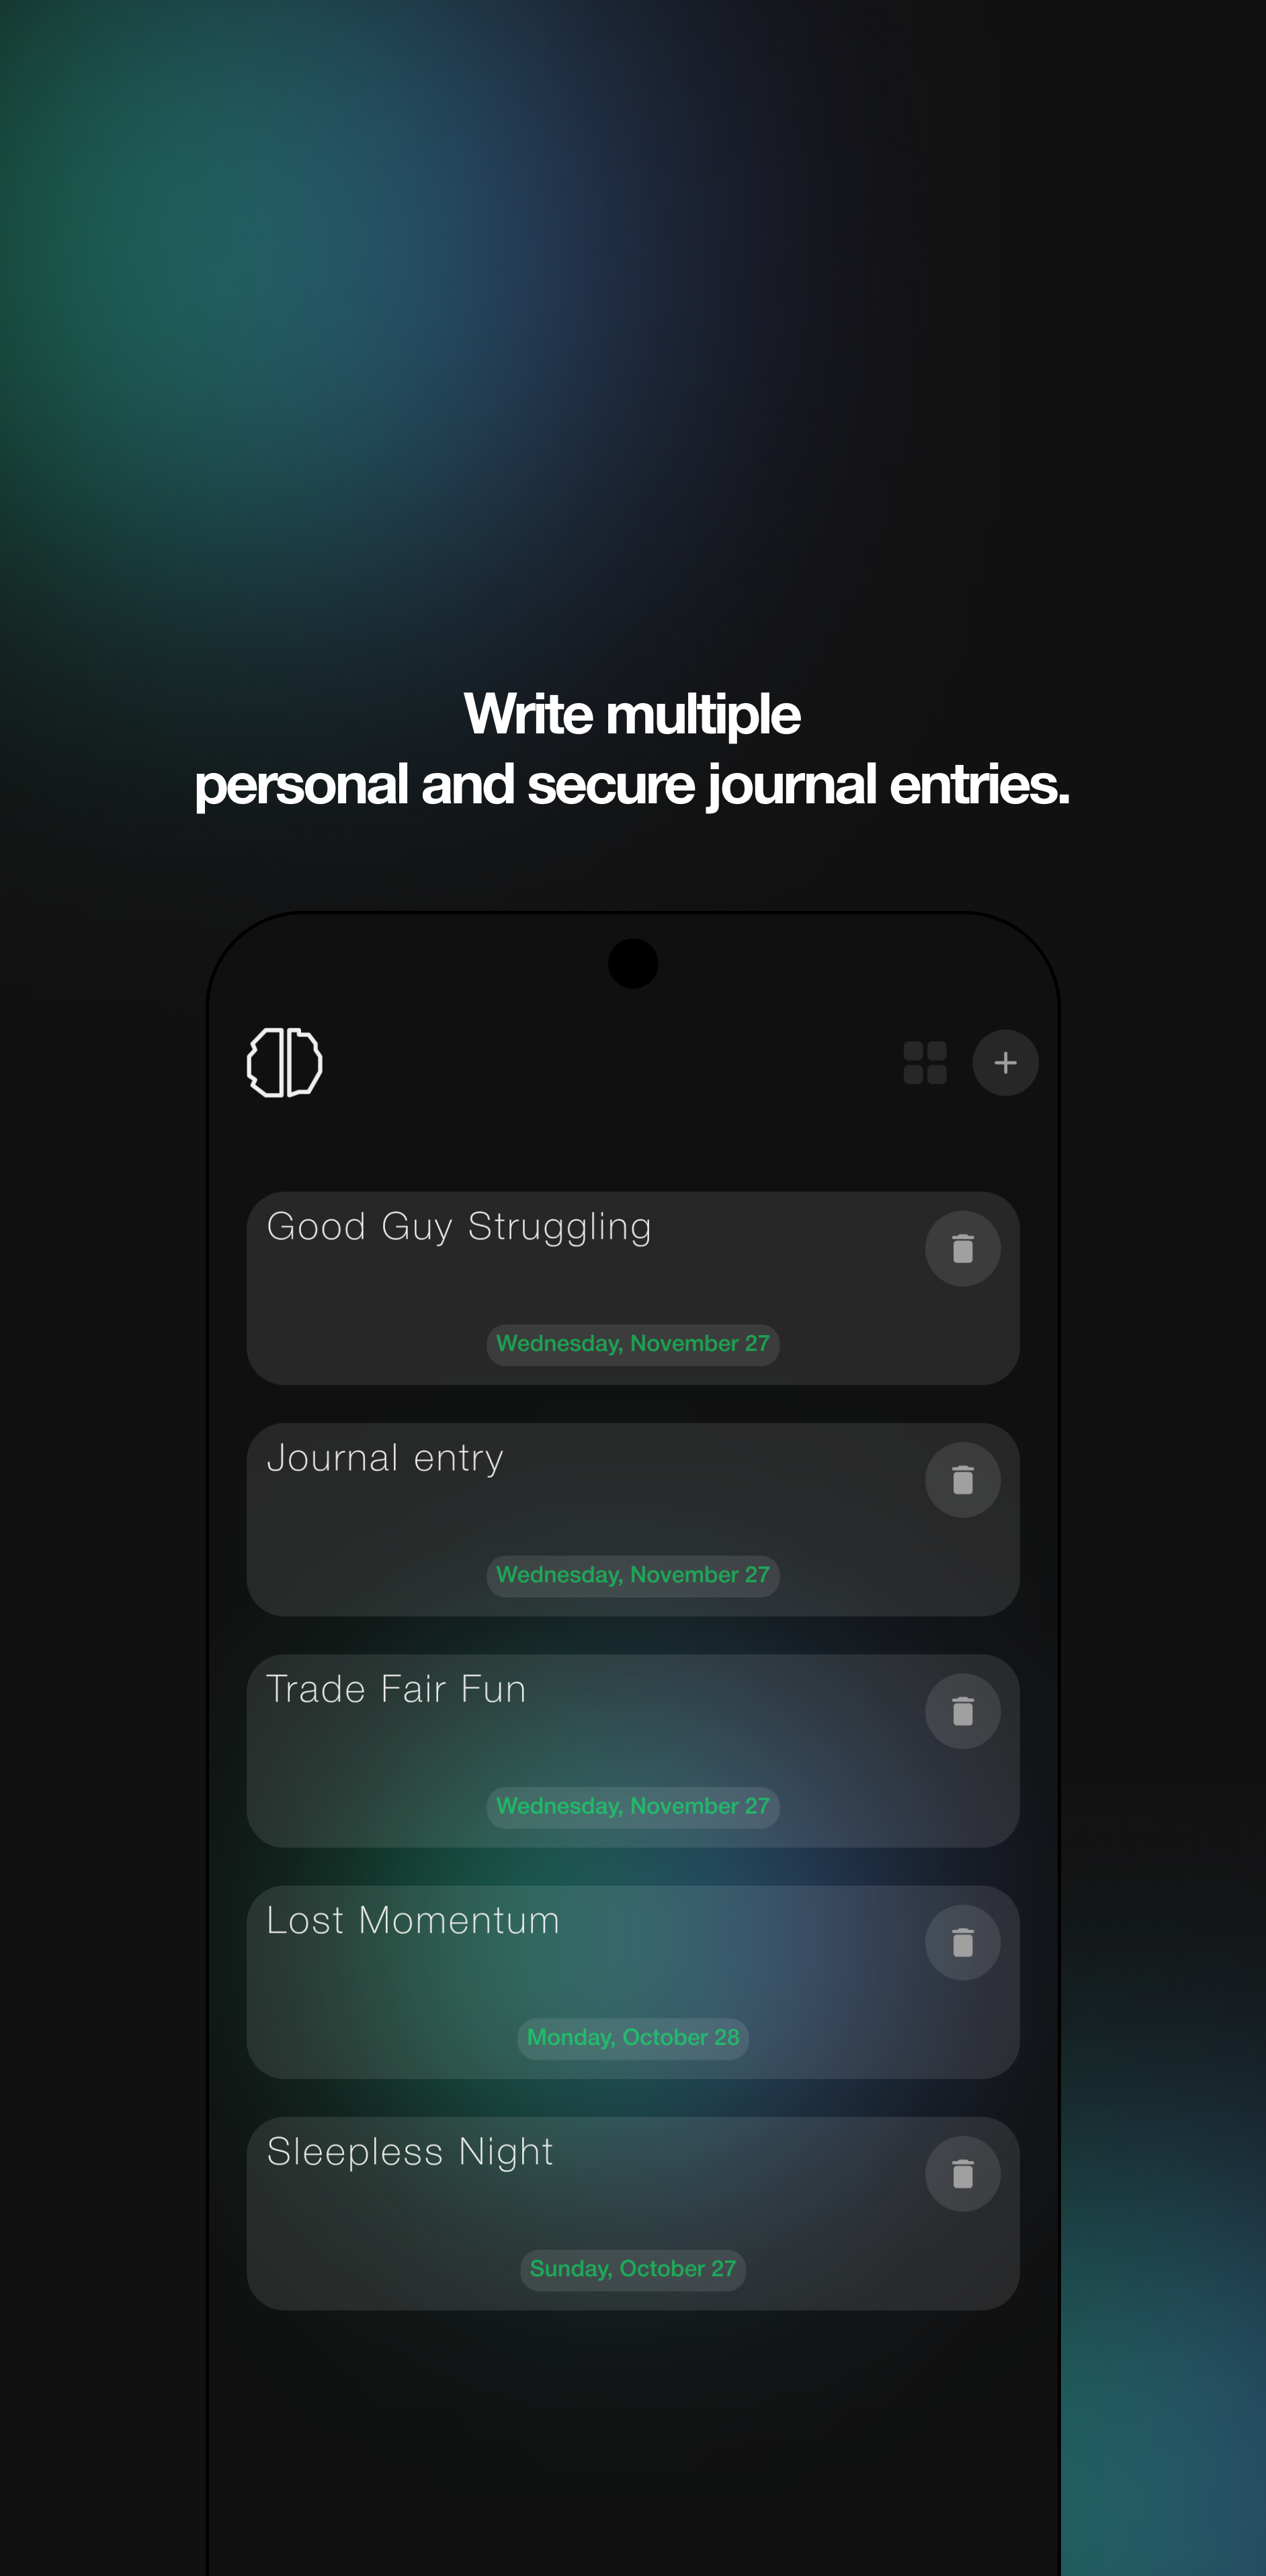 Write multiple
personal and secure journal entries.
Good Guy Struggling
Wednesday, November 27
Journal entry
Wednesday, November 27
Trade Fair Fun
Wednesday, November 27
Lost Momentum
Monday, October 28
Sleepless Night
Sunday, October 27